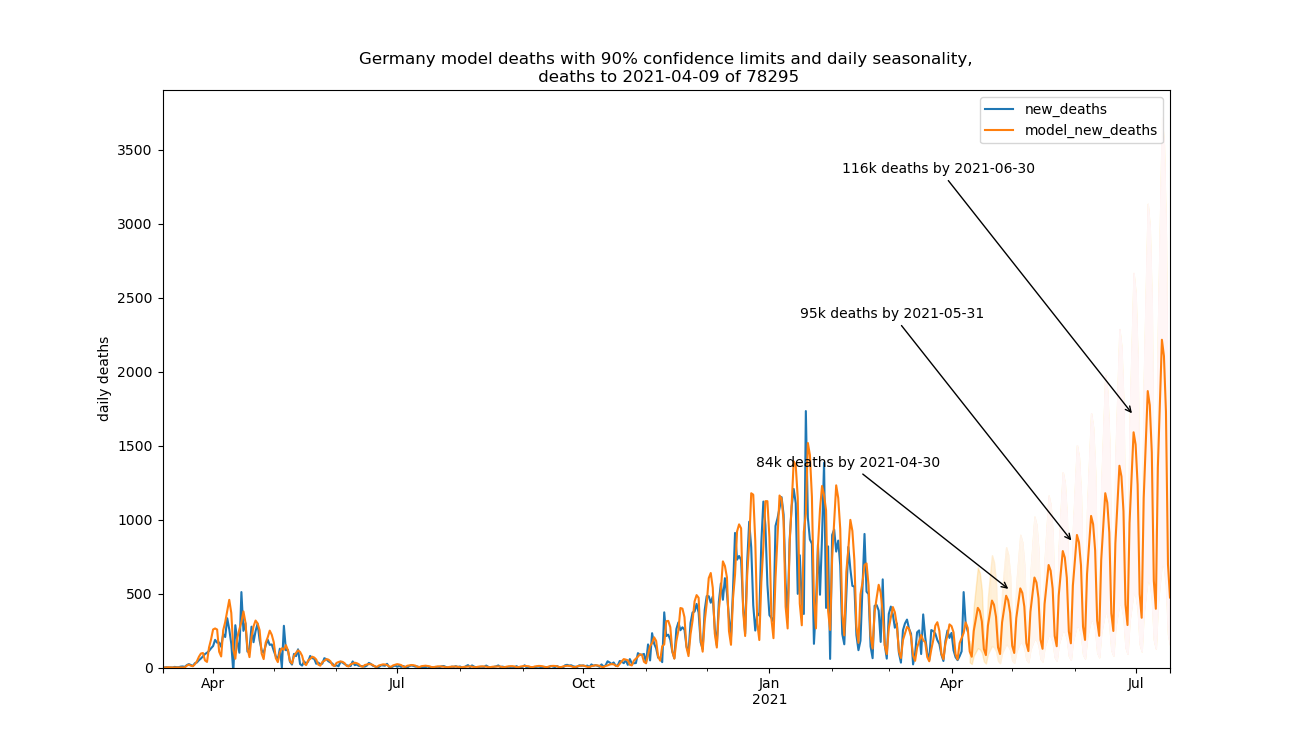 Germany model deaths with 90% confidence limits and daily seasonality,
deaths to 2021-04-09 of 78295
new_deaths
model_new_deaths
3500
116k deaths by 2021-06-30
3000
2500
95k deaths by 2021-05-31
2000
daily deaths
1500
84k deaths by 2021-04-30
1000
500
0
Apr Jul Oct Jan Apr Jul
2021